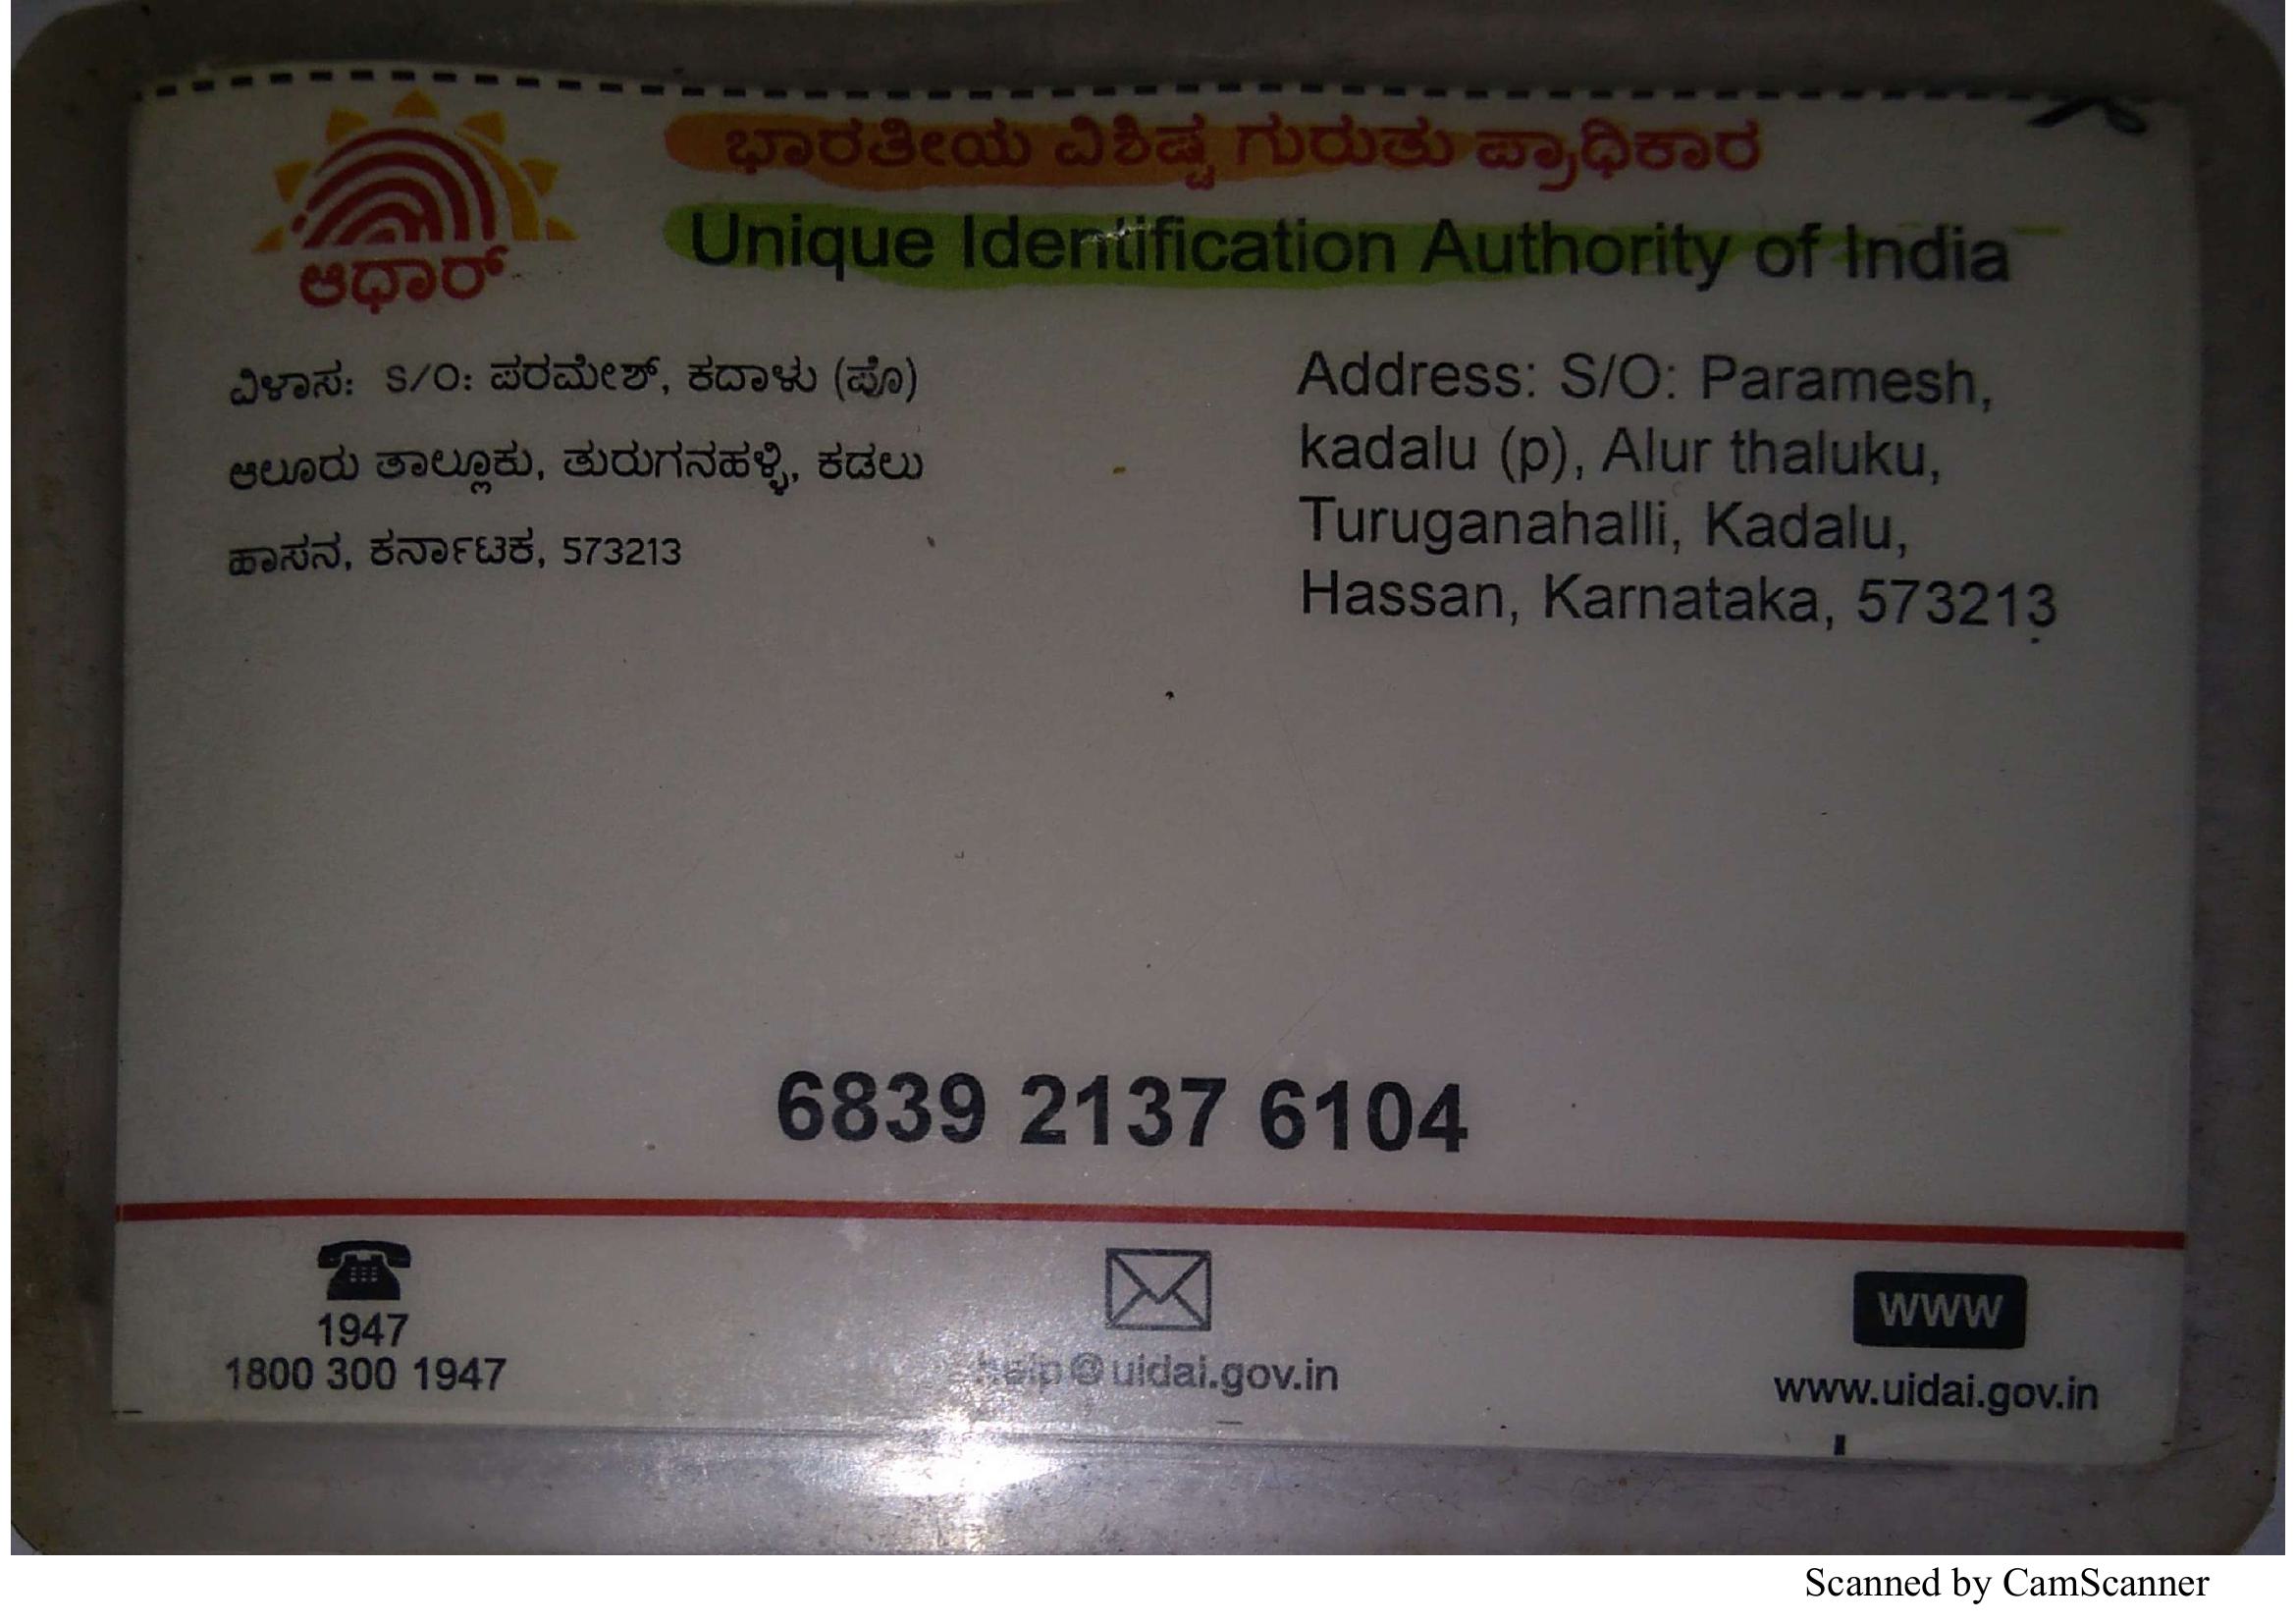 ಭಾರತೀಯ ವಿಶಿಷ್ಟ ಗುರುತು ಪ್ರಾಧಿಕಾರ
Unique Identification Authority of India
ಆಧಾರ್
ವಿಳಾಸ: S/O: ಪರಮೇಶ್, ಕದಾಳು (ಪೊ)
ಆಲೂರು ತಾಲ್ಲೂಕು, ತುರುಗನಹಳ್ಳಿ, ಕಡಲು
ಹಾಸನ, ಕರ್ನಾಟಕ, 573213
Address: S/O: Paramesh,
kadalu (p), Alur thaluku,
Turuganahalli, Kadalu,
Hassan, Karnataka, 573213
6839 2137 6104
1947
1800 300 1947
help@uidai.gov.in
www
www.uidai.gov.in
Scanned by CamScanner